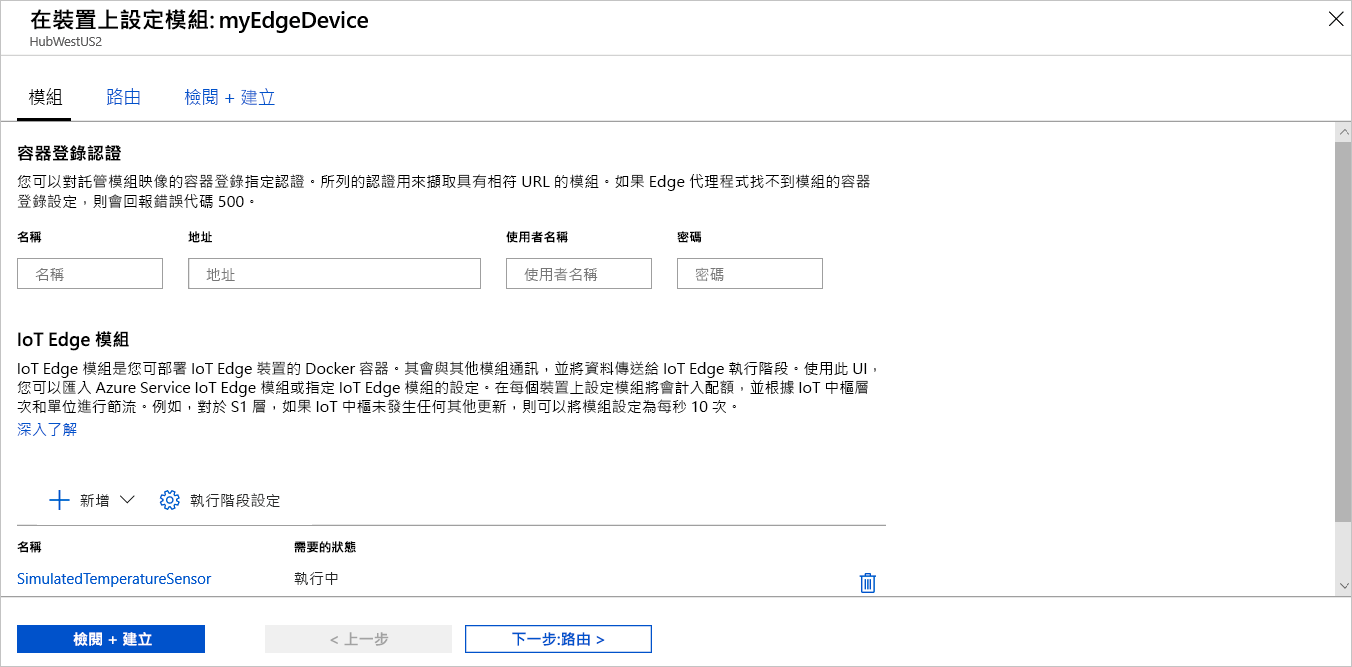 在裝置上設定模組: myEdgeDevice
HubWestUS2
模組 路由 檢閱 + 建立
容器登錄認證
您可以對託管模組映像的容器登錄指定認證。所列的認證用來擷取具有相符 URL 的模組。如果 Edge 代理程式找不到模組的容器
登錄設定，則會回報錯誤代碼 500。
名稱 地址 使用者名稱 密碼
名稱 地址 使用者名稱 密碼
IoT Edge 模組
IoT Edge 模組是您可部署 IoT Edge 裝置的 Docker 容器。其會與其他模組通訊，並將資料傳送給 IoT Edge 執行階段。使用此 UI，
您可以匯入 Azure Service IoT Edge 模組或指定 IoT Edge 模組的設定。在每個裝置上設定模組將會計入配額，並根據 IoT 中樞層
次和單位進行節流。例如，對於 S1 層，如果 IoT 中樞未發生任何其他更新，則可以將模組設定為每秒 10 次。
深入了解
新增 執行階段設定
名稱 需要的狀態
SimulatedTemperatureSensor 執行中
檢閱 + 建立 < 上一步 下一步:路由 >